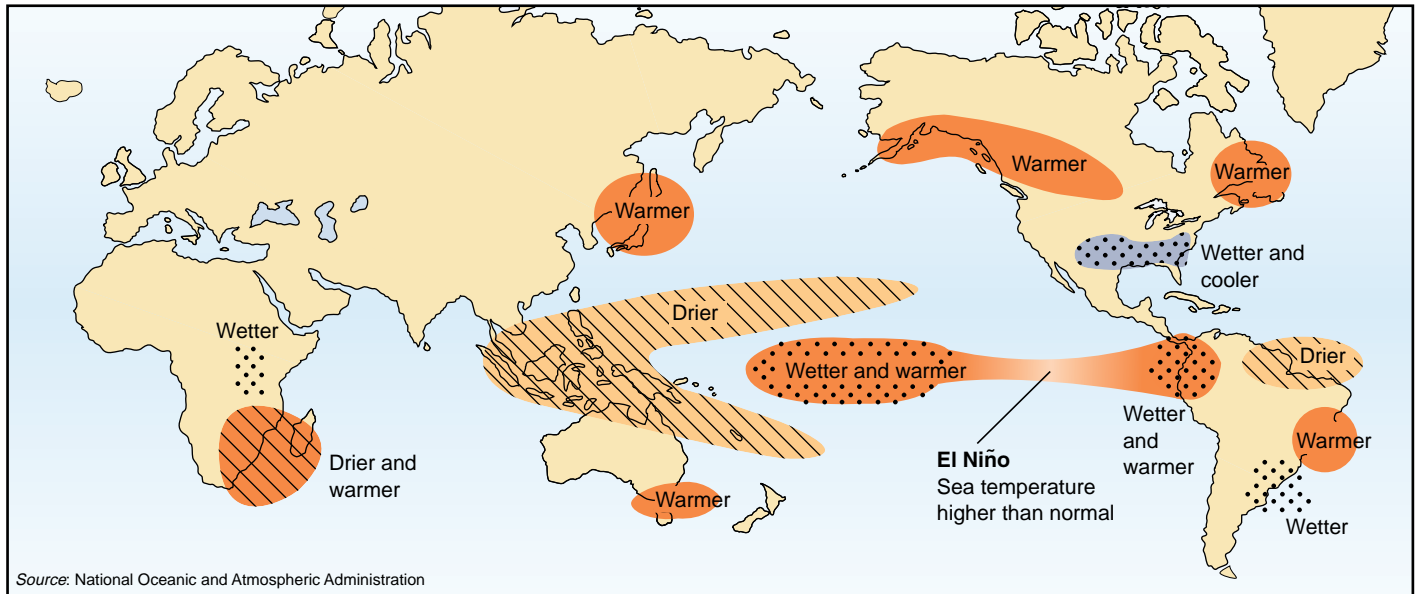 Warmer
Warmer
Warmer
Wetter and
cooler
Drier
Wetter
Wetter and warmer
Drier
Wetter
and
warmer
Warmer
Drier and
warmer
El Niño
Sea temperature
higher than normal
Warmer
Wetter
Source: National Oceanic and Atmospheric Administration